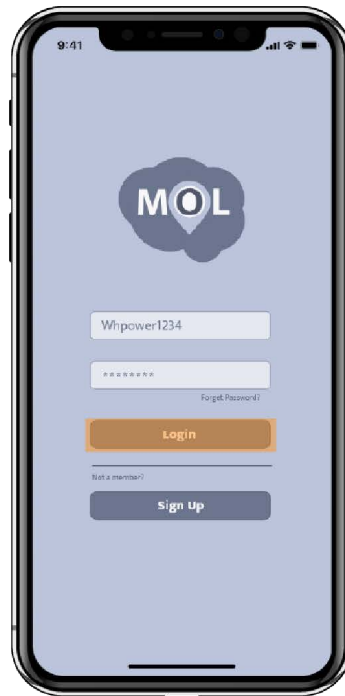 9:41
MOL
Whpower1234
********
Forget Password?
Login
Not a member?
Sign Up